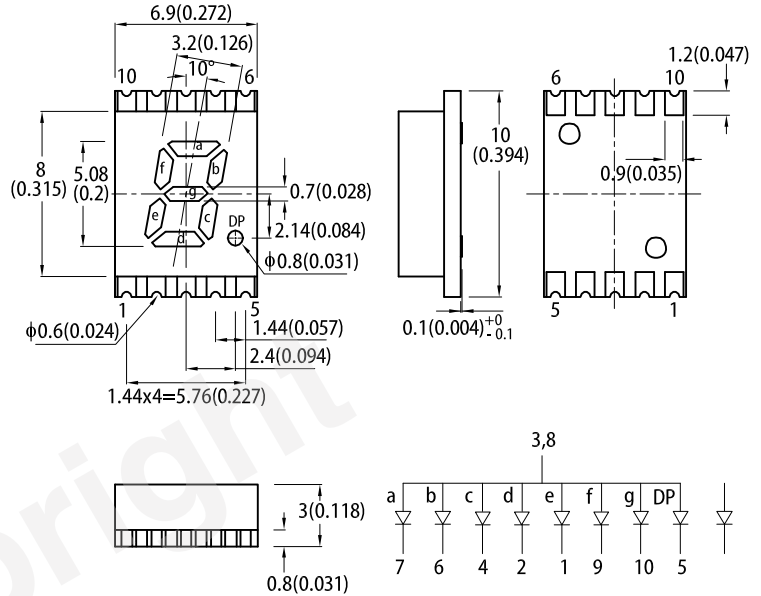 6.9(0.272)
3.2(0.126)
10°
10
6
a
f
b
g
e
c
d
DP
8
(0.315)
5.08
(0.2)
0.7(0.028)
2.14(0.084)
ϕ0.8(0.031)
1
5
ϕ0.6(0.024)
1.44(0.057)
2.4(0.094)
1.44x4=5.76(0.227)
10
(0.394)
0.1(0.004)+0
-0.1
1.2(0.047)
6
10
0.9(0.035)
5
1
bright
3(0.118)
0.8(0.031)
3,8
a b c d e f g DP
7 6 4 2 1 9 10 5